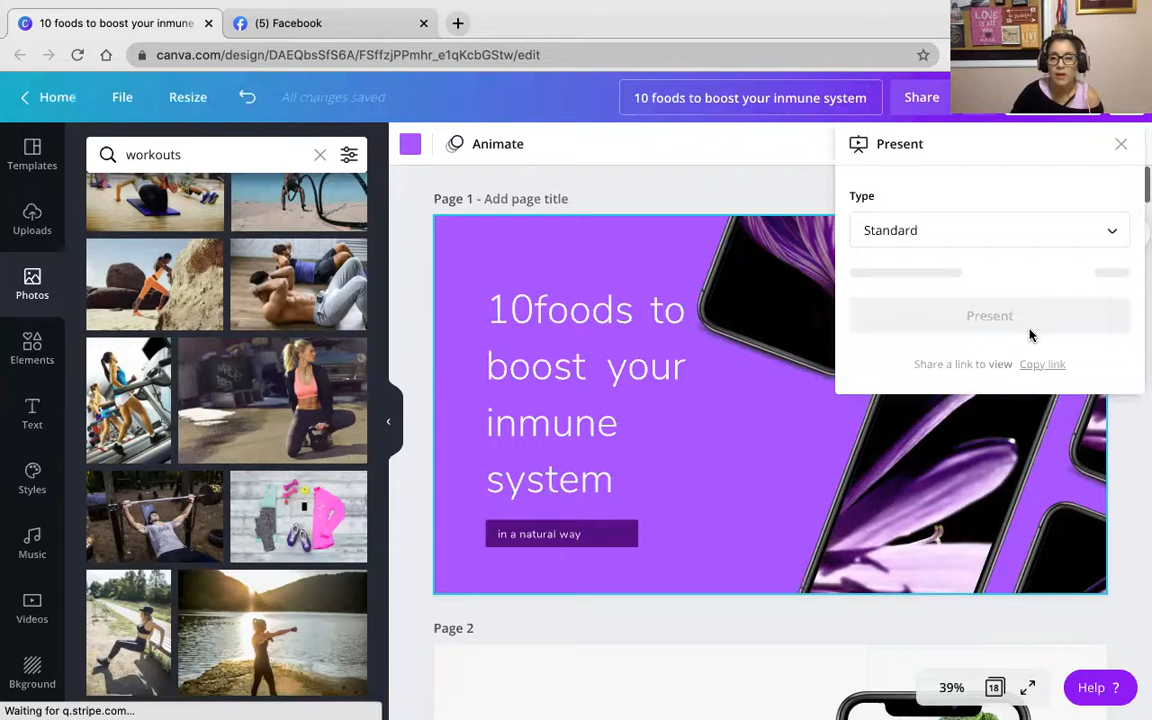 10 foods to boost your inmune
(5) Facebook
canva.com/design/DAEQbsSfS6A/FSffzjPPmhr_e1qKcbGStw/edit
Home
File
Resize
All changes saved
10 foods to boost your inmune system
Share
Templates
Uploads
Photos
Elements
Text
Styles
Music
Videos
Bkground
workouts
Animate
Page 1 - Add page title
10foods to
boost your
inmune
system
in a natural way
Page 2
Present
Type
Standard
Present
Share a link to view Copy link
39%
18
Help ?
Waiting for q.stripe.com...